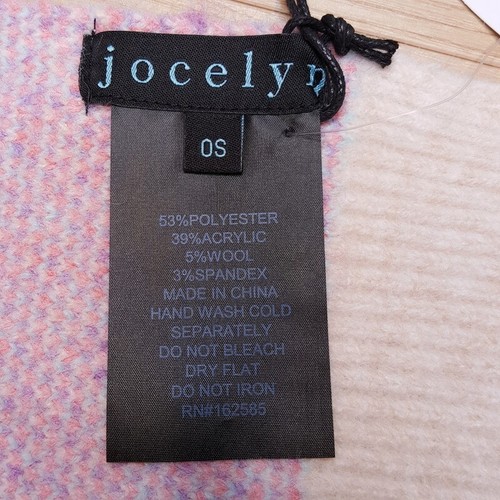 jocelyn
OS
53%POLYESTER
39%ACRYLIC
5%WOOL
3%SPANDEX
MADE IN CHINA
HAND WASH COLD
SEPARATELY
DO NOT BLEACH
DRY FLAT
DO NOT IRON
RN#162585